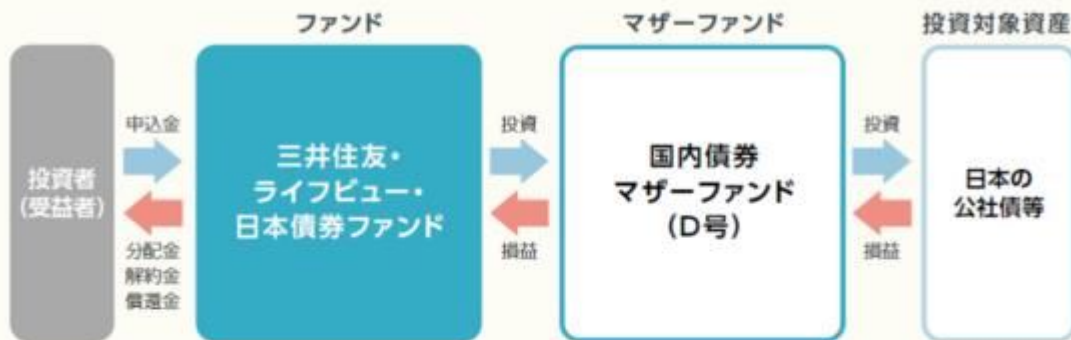 ファンド
マザーファンド
投資対象資産
投資者
(受益者)
申込金
分配金
解約金
償還金
三井住友・
ライフビュー・
日本債券ファンド
投資
損益
国内債券
マザーファンド
(D号)
投資
損益
日本の
公社債等